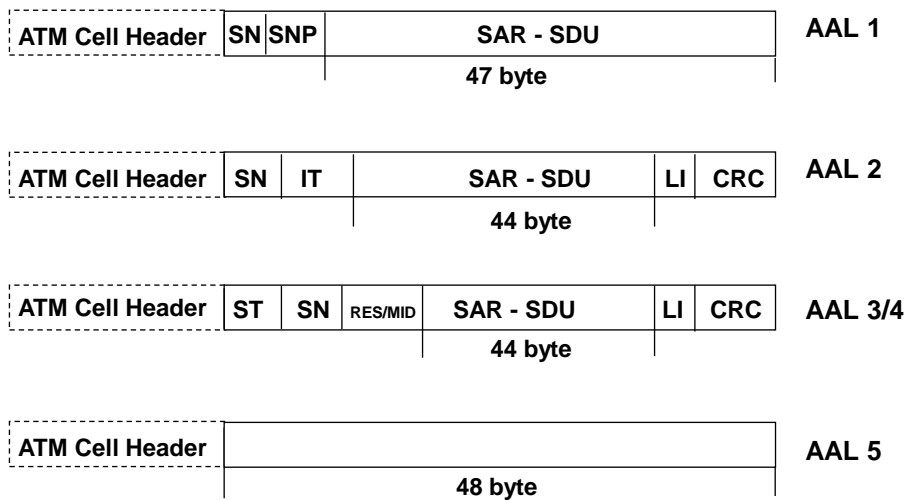 ATM Cell Header SN SNP SAR - SDU AAL 1
47 byte
ATM Cell Header SN IT SAR - SDU LI CRC AAL 2
44 byte
ATM Cell Header ST SN RES/MID SAR - SDU LI CRC AAL 3/4
44 byte
ATM Cell Header AAL 5
48 byte